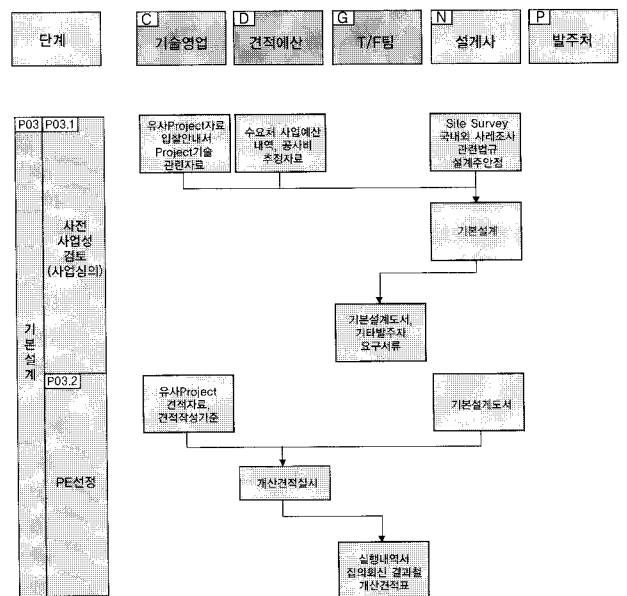 단계
C
기술영업
D
견적예산
G
T/F팀
N
설계사
P
발주처
P03
P03.1
유사Project자료
입찰안내서
Project기술
관련자료
수요처 사업예산
내역, 공사비
추정자료
Site Survey
국내외 사례조사
관련법규
설계주안점
사전
사업성
검토
(사업심의)
기본설계
기본설계도서,
기타발주자
요구서류
기
본
설
계
P03.2
유사Project
견적자료,
견적작성기준
기본설계도서
PE선정
개산견적실시
실행내역서
질의회신 결과철
개산견적표